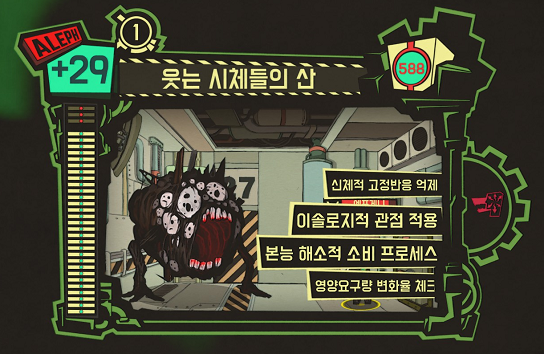 ALEPH
+29
1
웃는 시체들의 산
588
27
신체적 고정반응 억제
이솔로지적 관점 적용
본능 해소적 소비 프로세스
영양요구량 변화율 체크